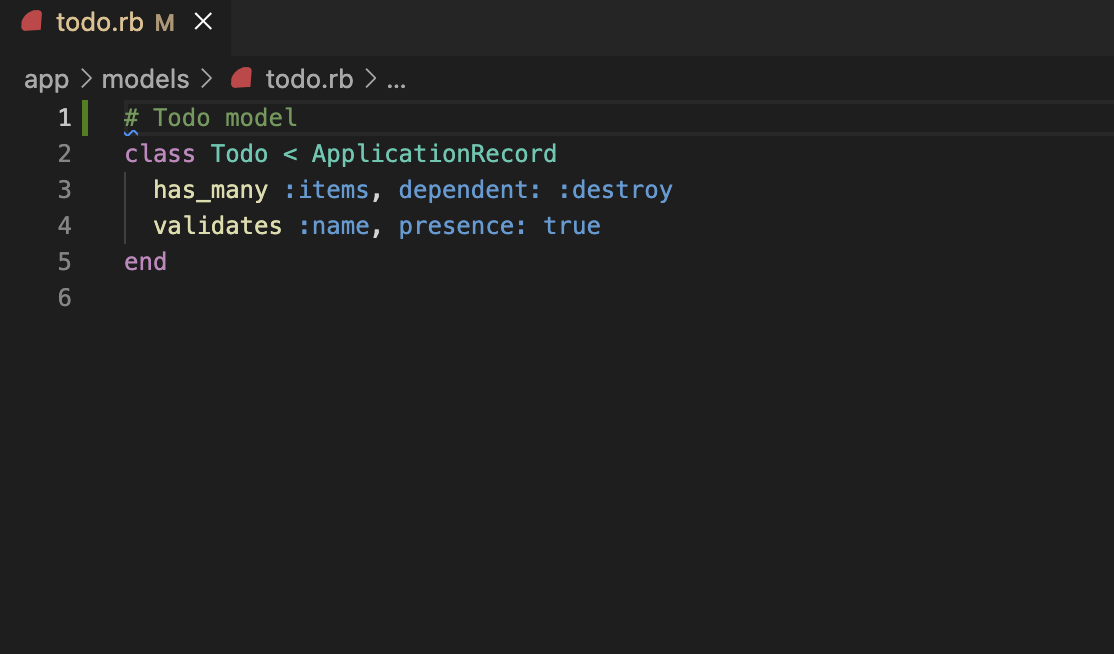 todo.rb M
app > models > todo.rb > ...
1 # Todo model
2 class Todo < ApplicationRecord
3   has_many :items, dependent: :destroy
4   validates :name, presence: true
5 end
6